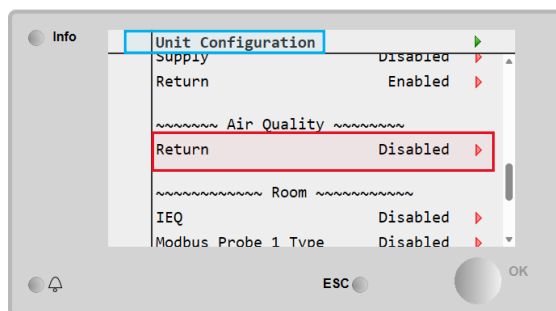 Info
Unit Configuration
Supply Disabled
Return Enabled
~~~~~~~ Air Quality ~~~~~~~~
Return Disabled
~~~~~~~~~~~~ Room ~~~~~~~~~~~
IEQ Disabled
Modbus Probe 1 Type Disabled
ESC
OK